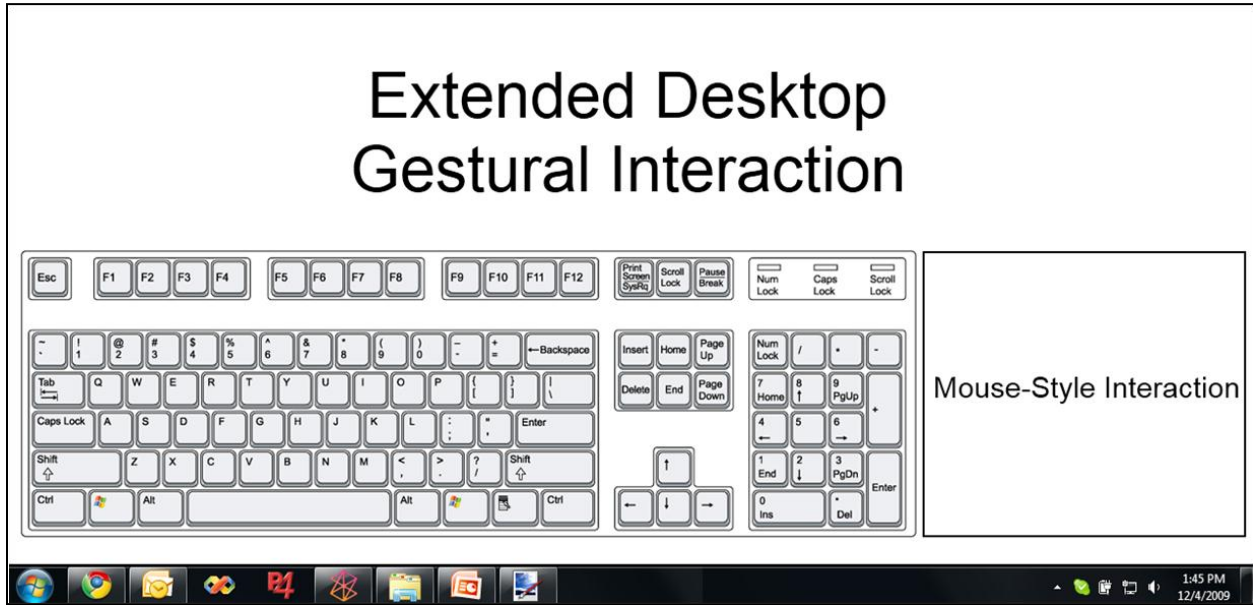 Extended Desktop
Gestural Interaction
Esc F1 F2 F3 F4 F5 F6 F7 F8 F9 F10 F11 F12
Print Screen SysRq Scroll Lock Pause Break
Num Lock Caps Lock Scroll Lock
~ ` ! 1 @ 2 # 3 $ 4 % 5 ^ 6 & 7 * 8 ( 9 ) 0 _ - + = ←Backspace
Insert Home Page Up
Num Lock / * -
Tab Q W E R T Y U I O P { [ } ] | \
Delete End Page Down
7 Home 8 ↑ 9 PgUp +
Caps Lock A S D F G H J K L : ; " ' Enter
4 ← 5 6 →
Shift Z X C V B N M < , > . ? / Shift
↑
1 End 2 ↓ 3 PgDn Enter
Ctrl Alt Alt Ctrl
← ↓ →
0 Ins . Del
Mouse-Style Interaction
P4
1:45 PM
12/4/2009